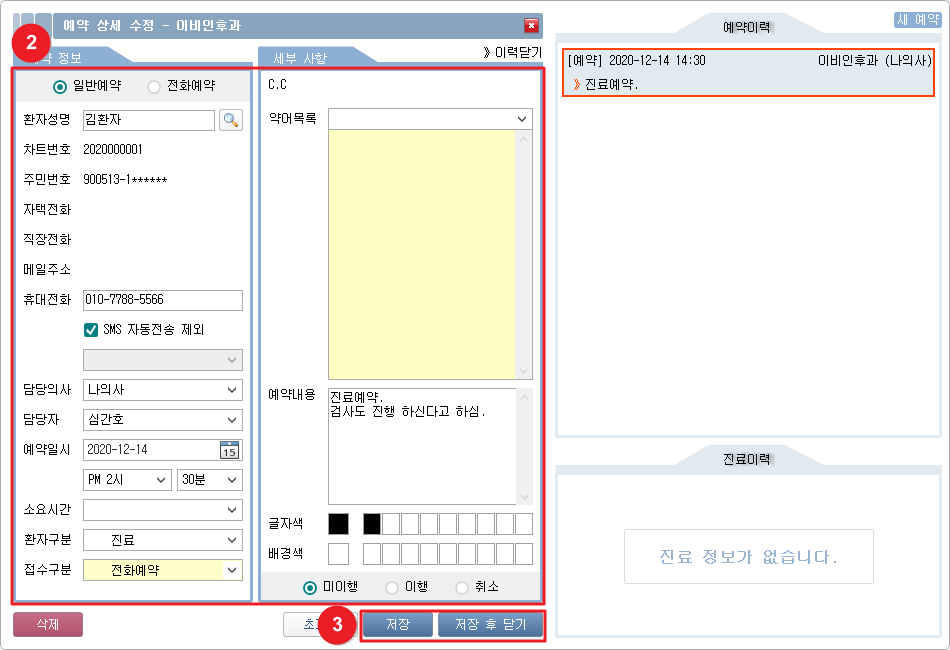 예약 상세 수정 - 이비인후과
2
약 정보
일반예약 전화예약
환자성명 김환자
차트번호 2020000001
주민번호 900513-1******
자택전화
직장전화
메일주소
휴대전화 010-7788-5566
SMS 자동전송 제외
담당의사 나의사
담당자 심간호
예약일시 2020-12-14 15
PM 2시 30분
소요시간
환자구분 진료
접수구분 전화예약
삭제
세부 사항
》이력닫기
C.C
약어목록
예약내용 진료예약.
검사도 진행 하신다고 하심.
글자색
배경색
미이행 이행 취소
초
3
저장
저장 후 닫기
예약이력
새 예약
[예약] 2020-12-14 14:30 이비인후과 (나의사)
》진료예약.
진료이력
진료 정보가 없습니다.